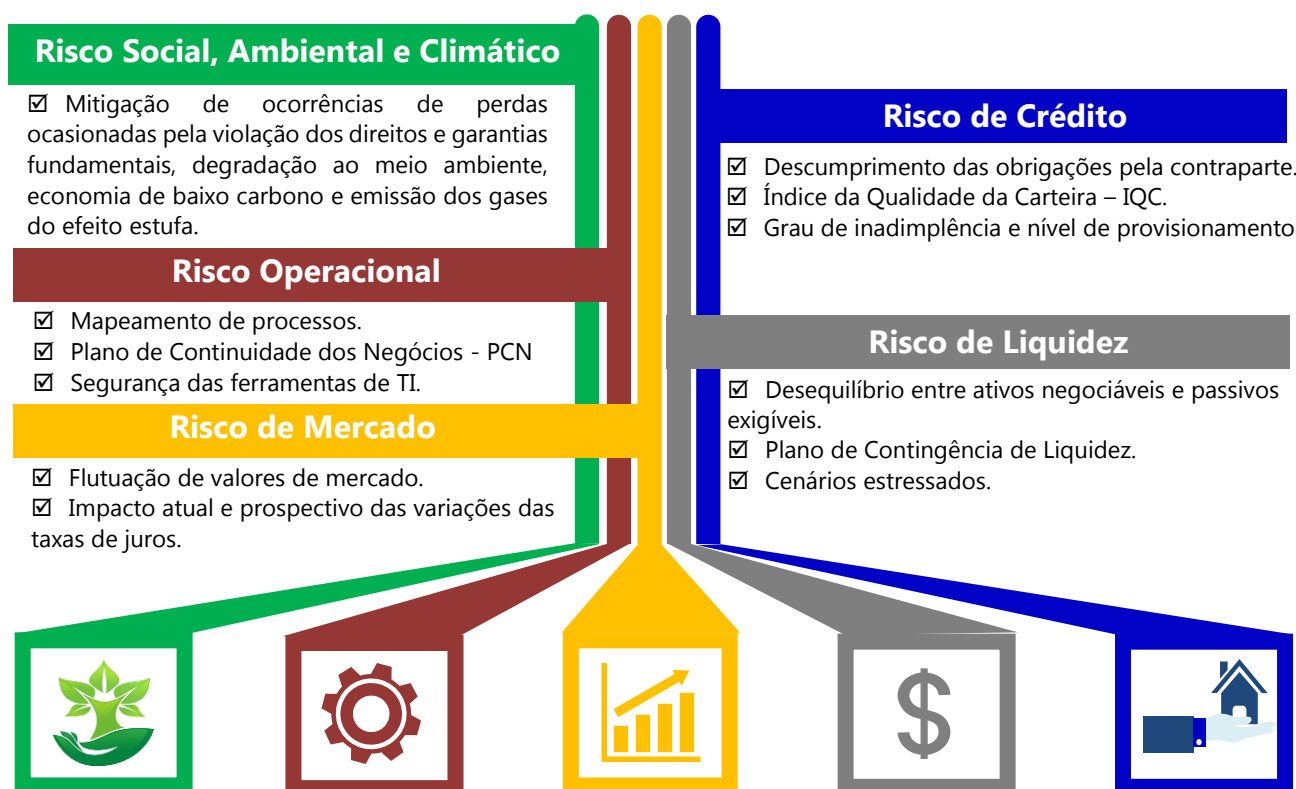 Risco Social, Ambiental e Climático
☑ Mitigação de ocorrências de perdas
ocasionadas pela violação dos direitos e garantias
fundamentais, degradação ao meio ambiente,
economia de baixo carbono e emissão dos gases
do efeito estufa.
Risco Operacional
☑ Mapeamento de processos.
☑ Plano de Continuidade dos Negócios - PCN
☑ Segurança das ferramentas de TI.
Risco de Mercado
☑ Flutuação de valores de mercado.
☑ Impacto atual e prospectivo das variações das
taxas de juros.
Risco de Crédito
☑ Descumprimento das obrigações pela contraparte.
☑ Índice da Qualidade da Carteira – IQC.
☑ Grau de inadimplência e nível de provisionamento
Risco de Liquidez
☑ Desequilíbrio entre ativos negociáveis e passivos
exigíveis.
☑ Plano de Contingência de Liquidez.
☑ Cenários estressados.
$